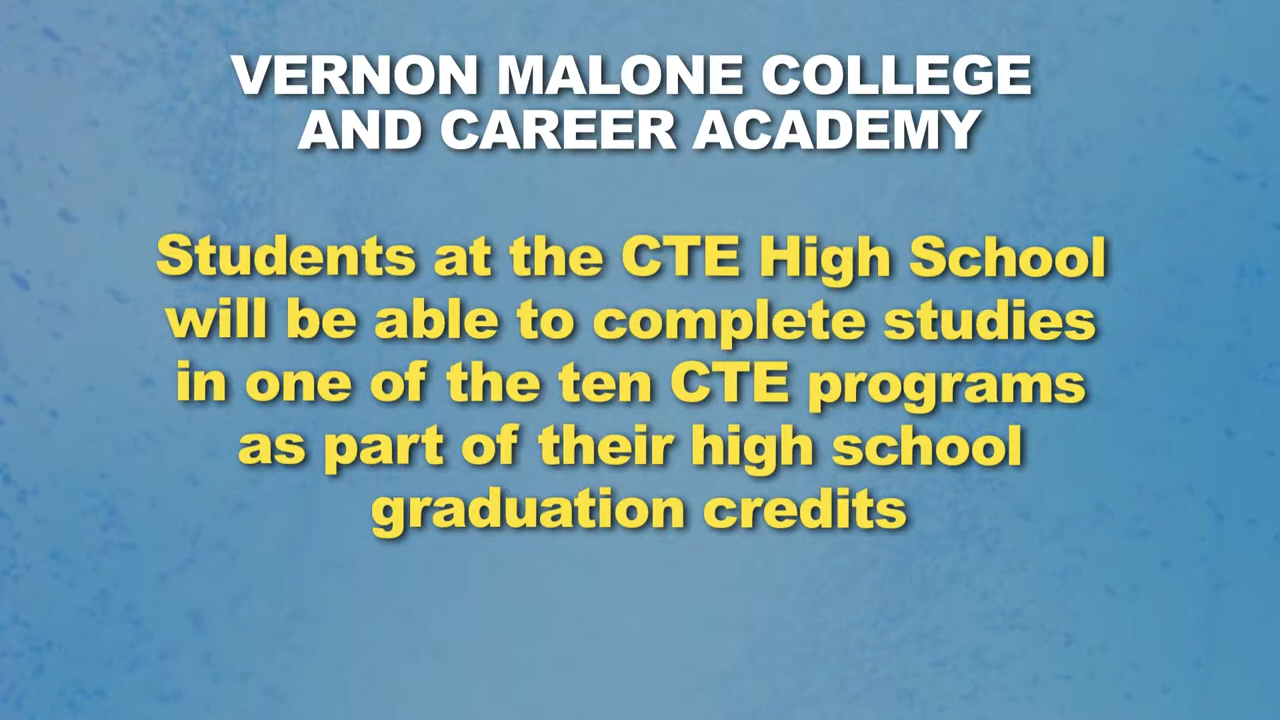 VERNON MALONE COLLEGE
AND CAREER ACADEMY
Students at the CTE High School
will be able to complete studies
in one of the ten CTE programs
as part of their high school
graduation credits